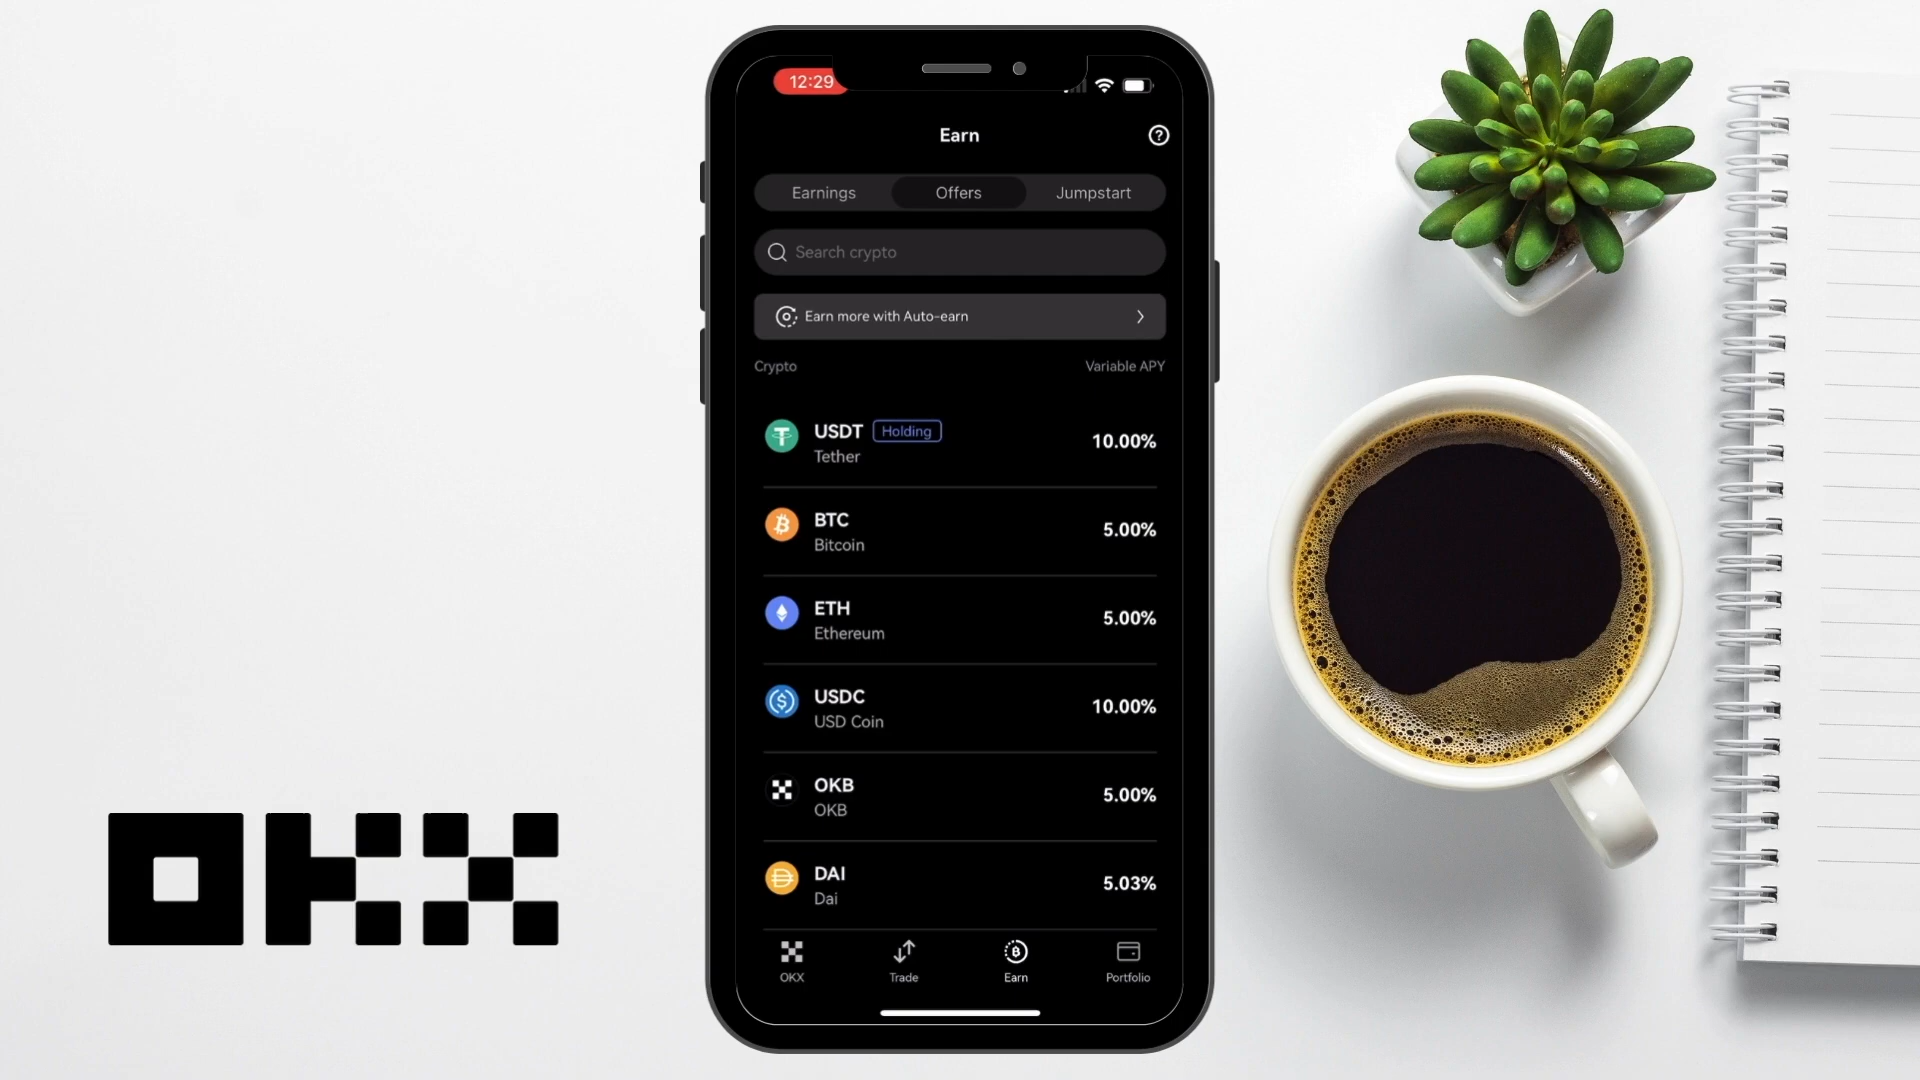 12:29
Earn
Earnings Offers Jumpstart
Search crypto
Earn more with Auto-earn
Crypto Variable APY
USDT Holding 10.00%
Tether
BTC 5.00%
Bitcoin
ETH 5.00%
Ethereum
USDC 10.00%
USD Coin
OKB 5.00%
OKB
DAI 5.03%
Dai
OKX Trade Earn Portfolio
OKX